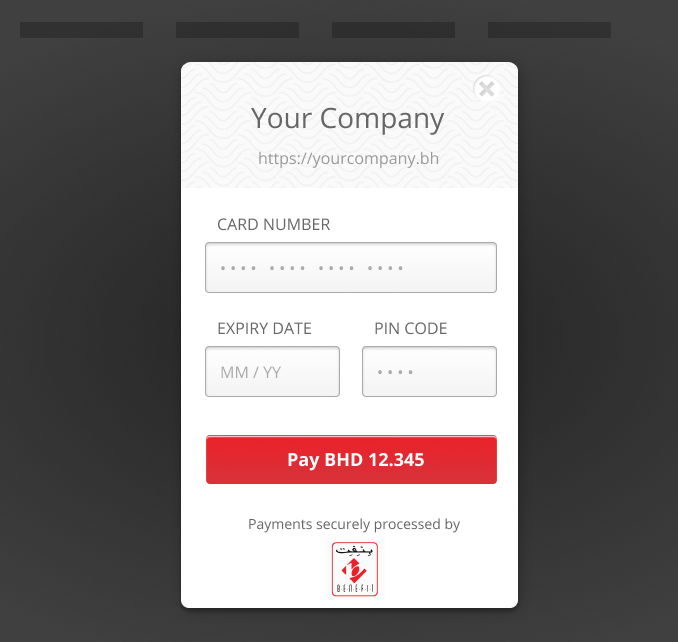 Your Company
https://yourcompany.bh
CARD NUMBER
•••• •••• •••• ••••
EXPIRY DATE PIN CODE
MM / YY ••••
Pay BHD 12.345
Payments securely processed by
بنفت
BENEFIT